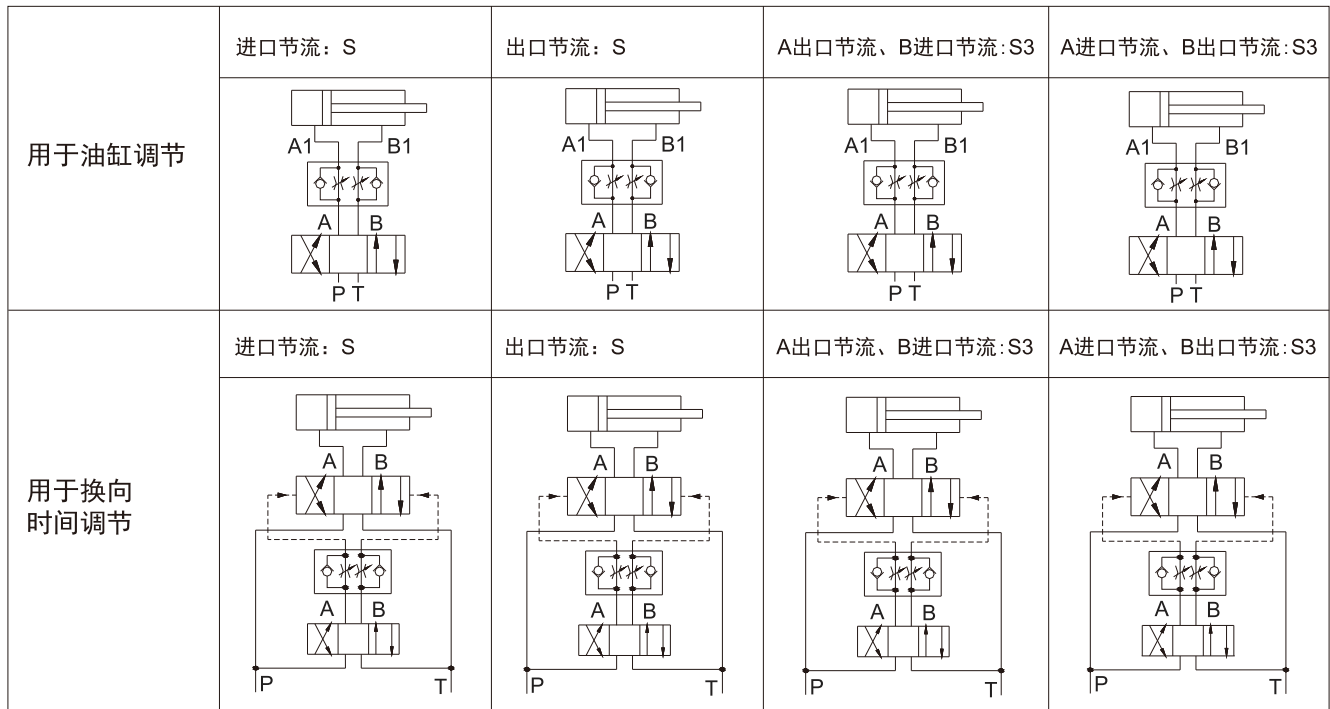 进口节流：S
出口节流：S
A出口节流、B进口节流:S3
A进口节流、B出口节流:S3
用于油缸调节
A1 B1
A B
P T
A1 B1
A B
P T
A1 B1
A B
P T
A1 B1
A B
P T
进口节流：S
出口节流：S
A出口节流、B进口节流:S3
A进口节流、B出口节流:S3
用于换向
时间调节
A B
A B
P T
A B
A B
P T
A B
A B
P T
A B
A B
P T